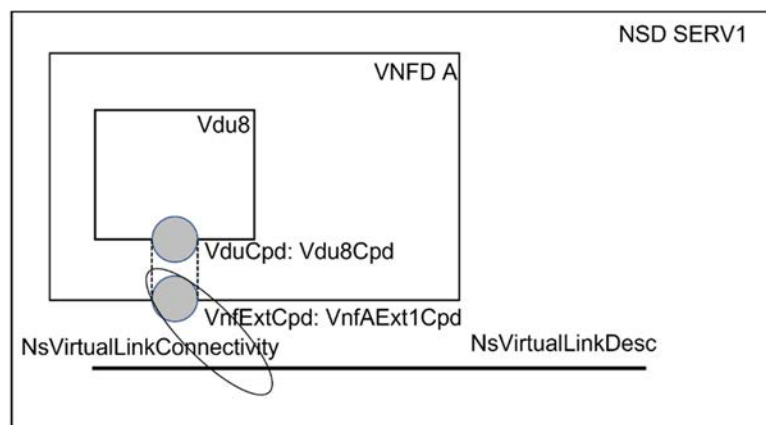 NSD SERV1
VNFD A
Vdu8
VduCpd: Vdu8Cpd
VnfExtCpd: VnfAExt1Cpd
NsVirtualLinkConnectivity
NsVirtualLinkDesc